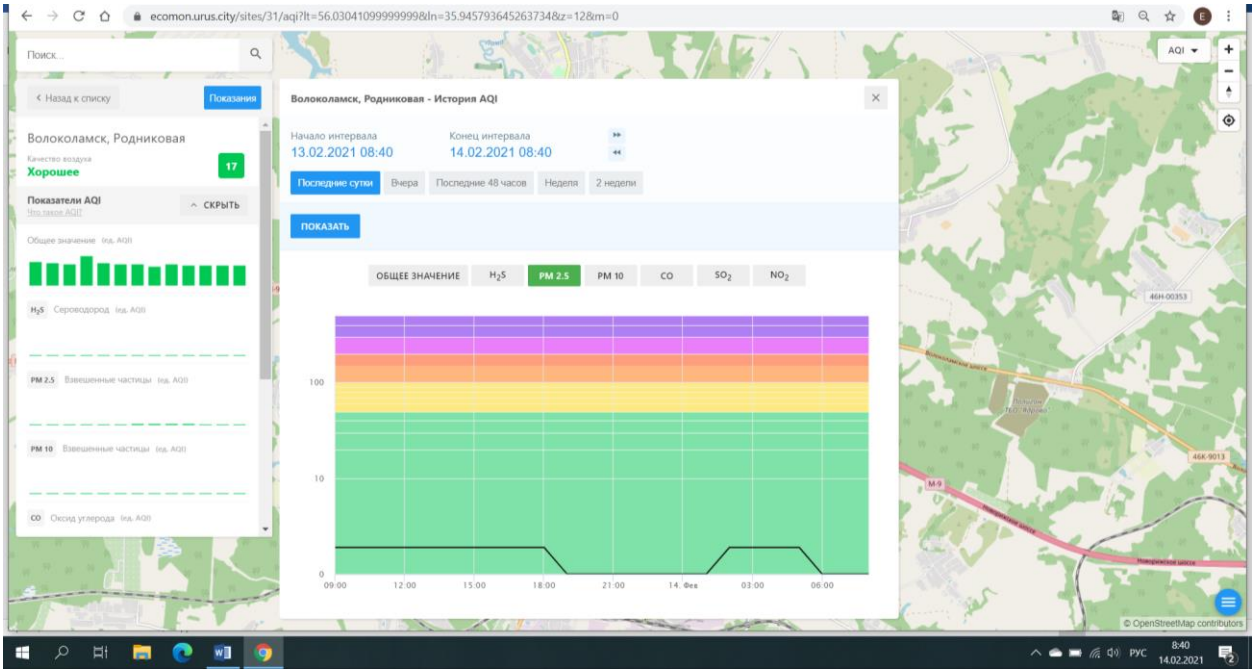 ecomon.urus.city/sites/31/aqi?lt=56.03041099999999&ln=35.945793645263734&z=12&m=0
E
Поиск...
AQI
Назад к списку
Показания
Волоколамск, Родниковая
Качество воздуха
Хорошее
17
Показатели AQI
Что такое AQI?
СКРЫТЬ
Общее значение (ед. AQI)
H₂S Сероводород (ед. AQI)
PM 2.5 Взвешенные частицы (ед. AQI)
PM 10 Взвешенные частицы (ед. AQI)
CO Оксид углерода (ед. AQI)
Волоколамск, Родниковая - История AQI
Начало интервала
Конец интервала
13.02.2021 08:40
14.02.2021 08:40
Последние сутки Вчера Последние 48 часов Неделя 2 недели
ПОКАЗАТЬ
ОБЩЕЕ ЗНАЧЕНИЕ H₂S PM 2.5 PM 10 CO SO₂ NO₂
100
10
0
09:00 12:00 15:00 18:00 21:00 14. Фев 03:00 06:00
46Н-00353
Волоколамское шоссе
46К-9013
М-9
Новорижское шоссе
Новорижское шоссе
© OpenStreetMap contributors
РУС
8:40
14.02.2021
2